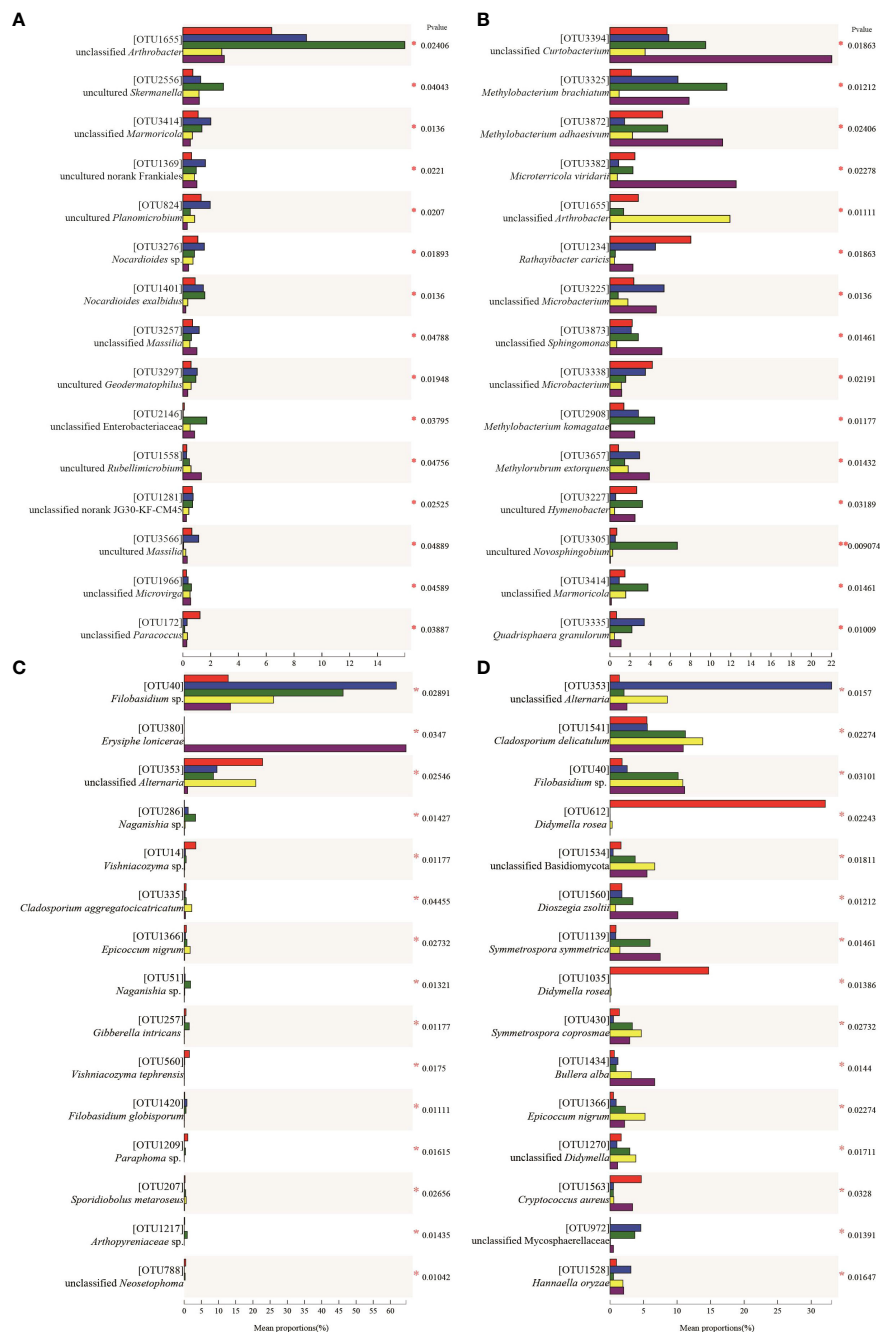 A
Pvalue
[OTU1655]
unclassified Arthrobacter
* 0.02406
[OTU2556]
uncultured Skermanella
* 0.04043
[OTU3414]
unclassified Marmoricola
* 0.0136
[OTU1369]
uncultured norank Frankiales
* 0.0221
[OTU824]
uncultured Planomicrobium
* 0.0207
[OTU3276]
Nocardioides sp.
* 0.01893
[OTU1401]
Nocardioides exalbidus
* 0.0136
[OTU3257]
unclassified Massilia
* 0.04788
[OTU3297]
uncultured Geodermatophilus
* 0.01948
[OTU2146]
unclassified Enterobacteriaceae
* 0.03795
[OTU1558]
uncultured Rubellimicrobium
* 0.04756
[OTU1281]
unclassified norank JG30-KF-CM45
* 0.02525
[OTU3566]
uncultured Massilia
* 0.04889
[OTU1966]
unclassified Microvirga
* 0.04589
[OTU172]
unclassified Paracoccus
* 0.03887
0 2 4 6 8 10 12 14
B
Pvalue
[OTU3394]
unclassified Curtobacterium
* 0.01863
[OTU3325]
Methylobacterium brachiatum
* 0.01212
[OTU3872]
Methylobacterium adhaesivum
* 0.02406
[OTU3382]
Microterricola viridarii
* 0.02278
[OTU1655]
unclassified Arthrobacter
* 0.01111
[OTU1234]
Rathayibacter caricis
* 0.01863
[OTU3225]
unclassified Microbacterium
* 0.0136
[OTU3873]
unclassified Sphingomonas
* 0.01461
[OTU3338]
unclassified Microbacterium
* 0.02191
[OTU2908]
Methylobacterium komagatae
* 0.01177
[OTU3657]
Methylorubrum extorquens
* 0.01432
[OTU3227]
uncultured Hymenobacter
* 0.03189
[OTU3305]
uncultured Novosphingobium
** 0.009074
[OTU3414]
unclassified Marmoricola
* 0.01461
[OTU3335]
Quadrisphaera granulorum
* 0.01009
0 2 4 6 8 10 12 14 16 18 20 22
C
[OTU40]
Filobasidium sp.
* 0.02891
[OTU380]
Erysiphe lonicerae
* 0.0347
[OTU353]
unclassified Alternaria
* 0.02546
[OTU286]
Naganishia sp.
* 0.01427
[OTU14]
Vishniacozyma sp.
* 0.01177
[OTU335]
Cladosporium aggregatocicatricatum
* 0.04455
[OTU1366]
Epicoccum nigrum
* 0.02732
[OTU51]
Naganishia sp.
* 0.01321
[OTU257]
Gibberella intricans
* 0.01177
[OTU560]
Vishniacozyma tephrensis
* 0.0175
[OTU1420]
Filobasidium globisporum
* 0.01111
[OTU1209]
Paraphoma sp.
* 0.01615
[OTU207]
Sporidiobolus metaroseus
* 0.02656
[OTU1217]
Arthopyreniaceae sp.
* 0.01435
[OTU788]
unclassified Neosetophoma
* 0.01042
0 5 10 15 20 25 30 35 40 45 50 55 60
Mean proportions(%)
D
[OTU353]
unclassified Alternaria
* 0.0157
[OTU1541]
Cladosporium delicatulum
* 0.02274
[OTU40]
Filobasidium sp.
* 0.03101
[OTU612]
Didymella rosea
* 0.02243
[OTU1534]
unclassified Basidiomycota
* 0.01811
[OTU1560]
Dioszegia zsoltii
* 0.01212
[OTU1139]
Symmetrospora symmetrica
* 0.01461
[OTU1035]
Didymella rosea
* 0.01386
[OTU430]
Symmetrospora coprosmae
* 0.02732
[OTU1434]
Bullera alba
* 0.0144
[OTU1366]
Epicoccum nigrum
* 0.02274
[OTU1270]
unclassified Didymella
* 0.01711
[OTU1563]
Cryptococcus aureus
* 0.0328
[OTU972]
unclassified Mycosphaerellaceae
* 0.01391
[OTU1528]
Hannaella oryzae
* 0.01647
0 5 10 15 20 25 30
Mean proportions(%)